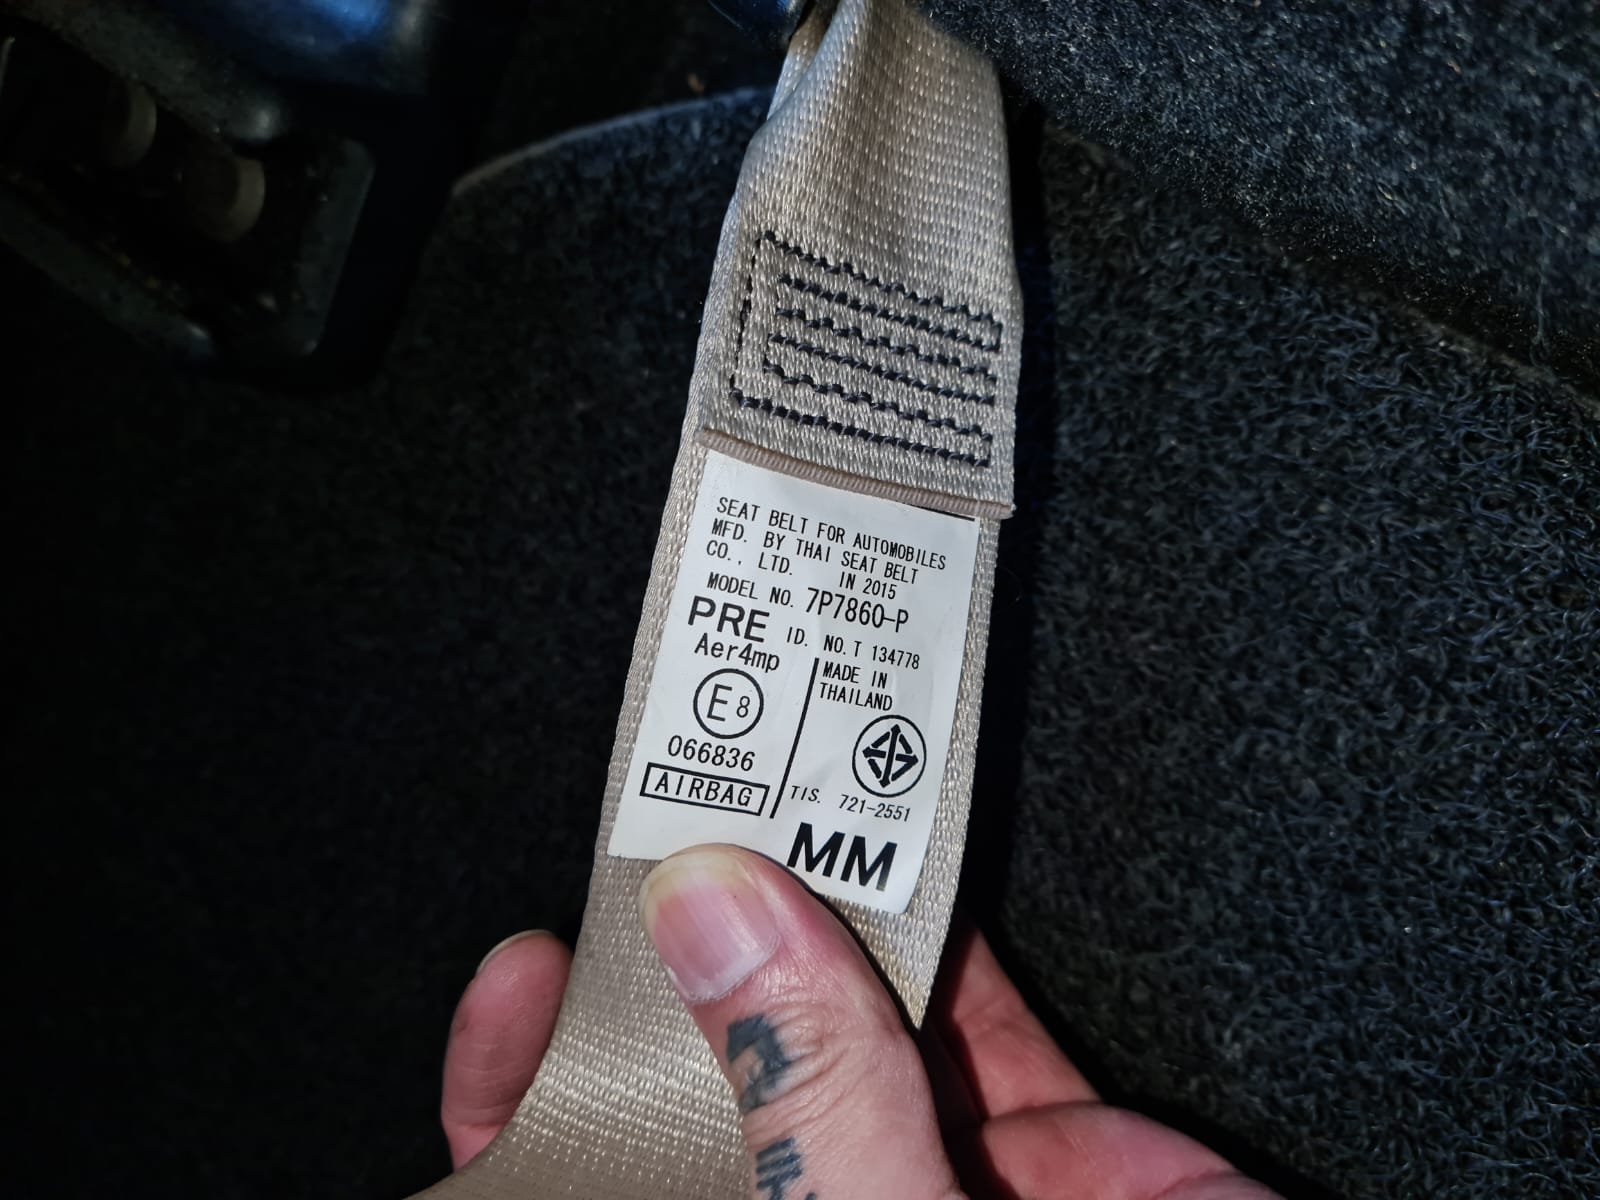 SEAT BELT FOR AUTOMOBILES
MFD. BY THAI SEAT BELT
CO., LTD. IN 2015
MODEL NO. 7P7860-P
PRE ID. NO. T 134778
Aer4mp
MADE IN
THAILAND
E8
066836
AIRBAG
TIS. 721-2551
MM